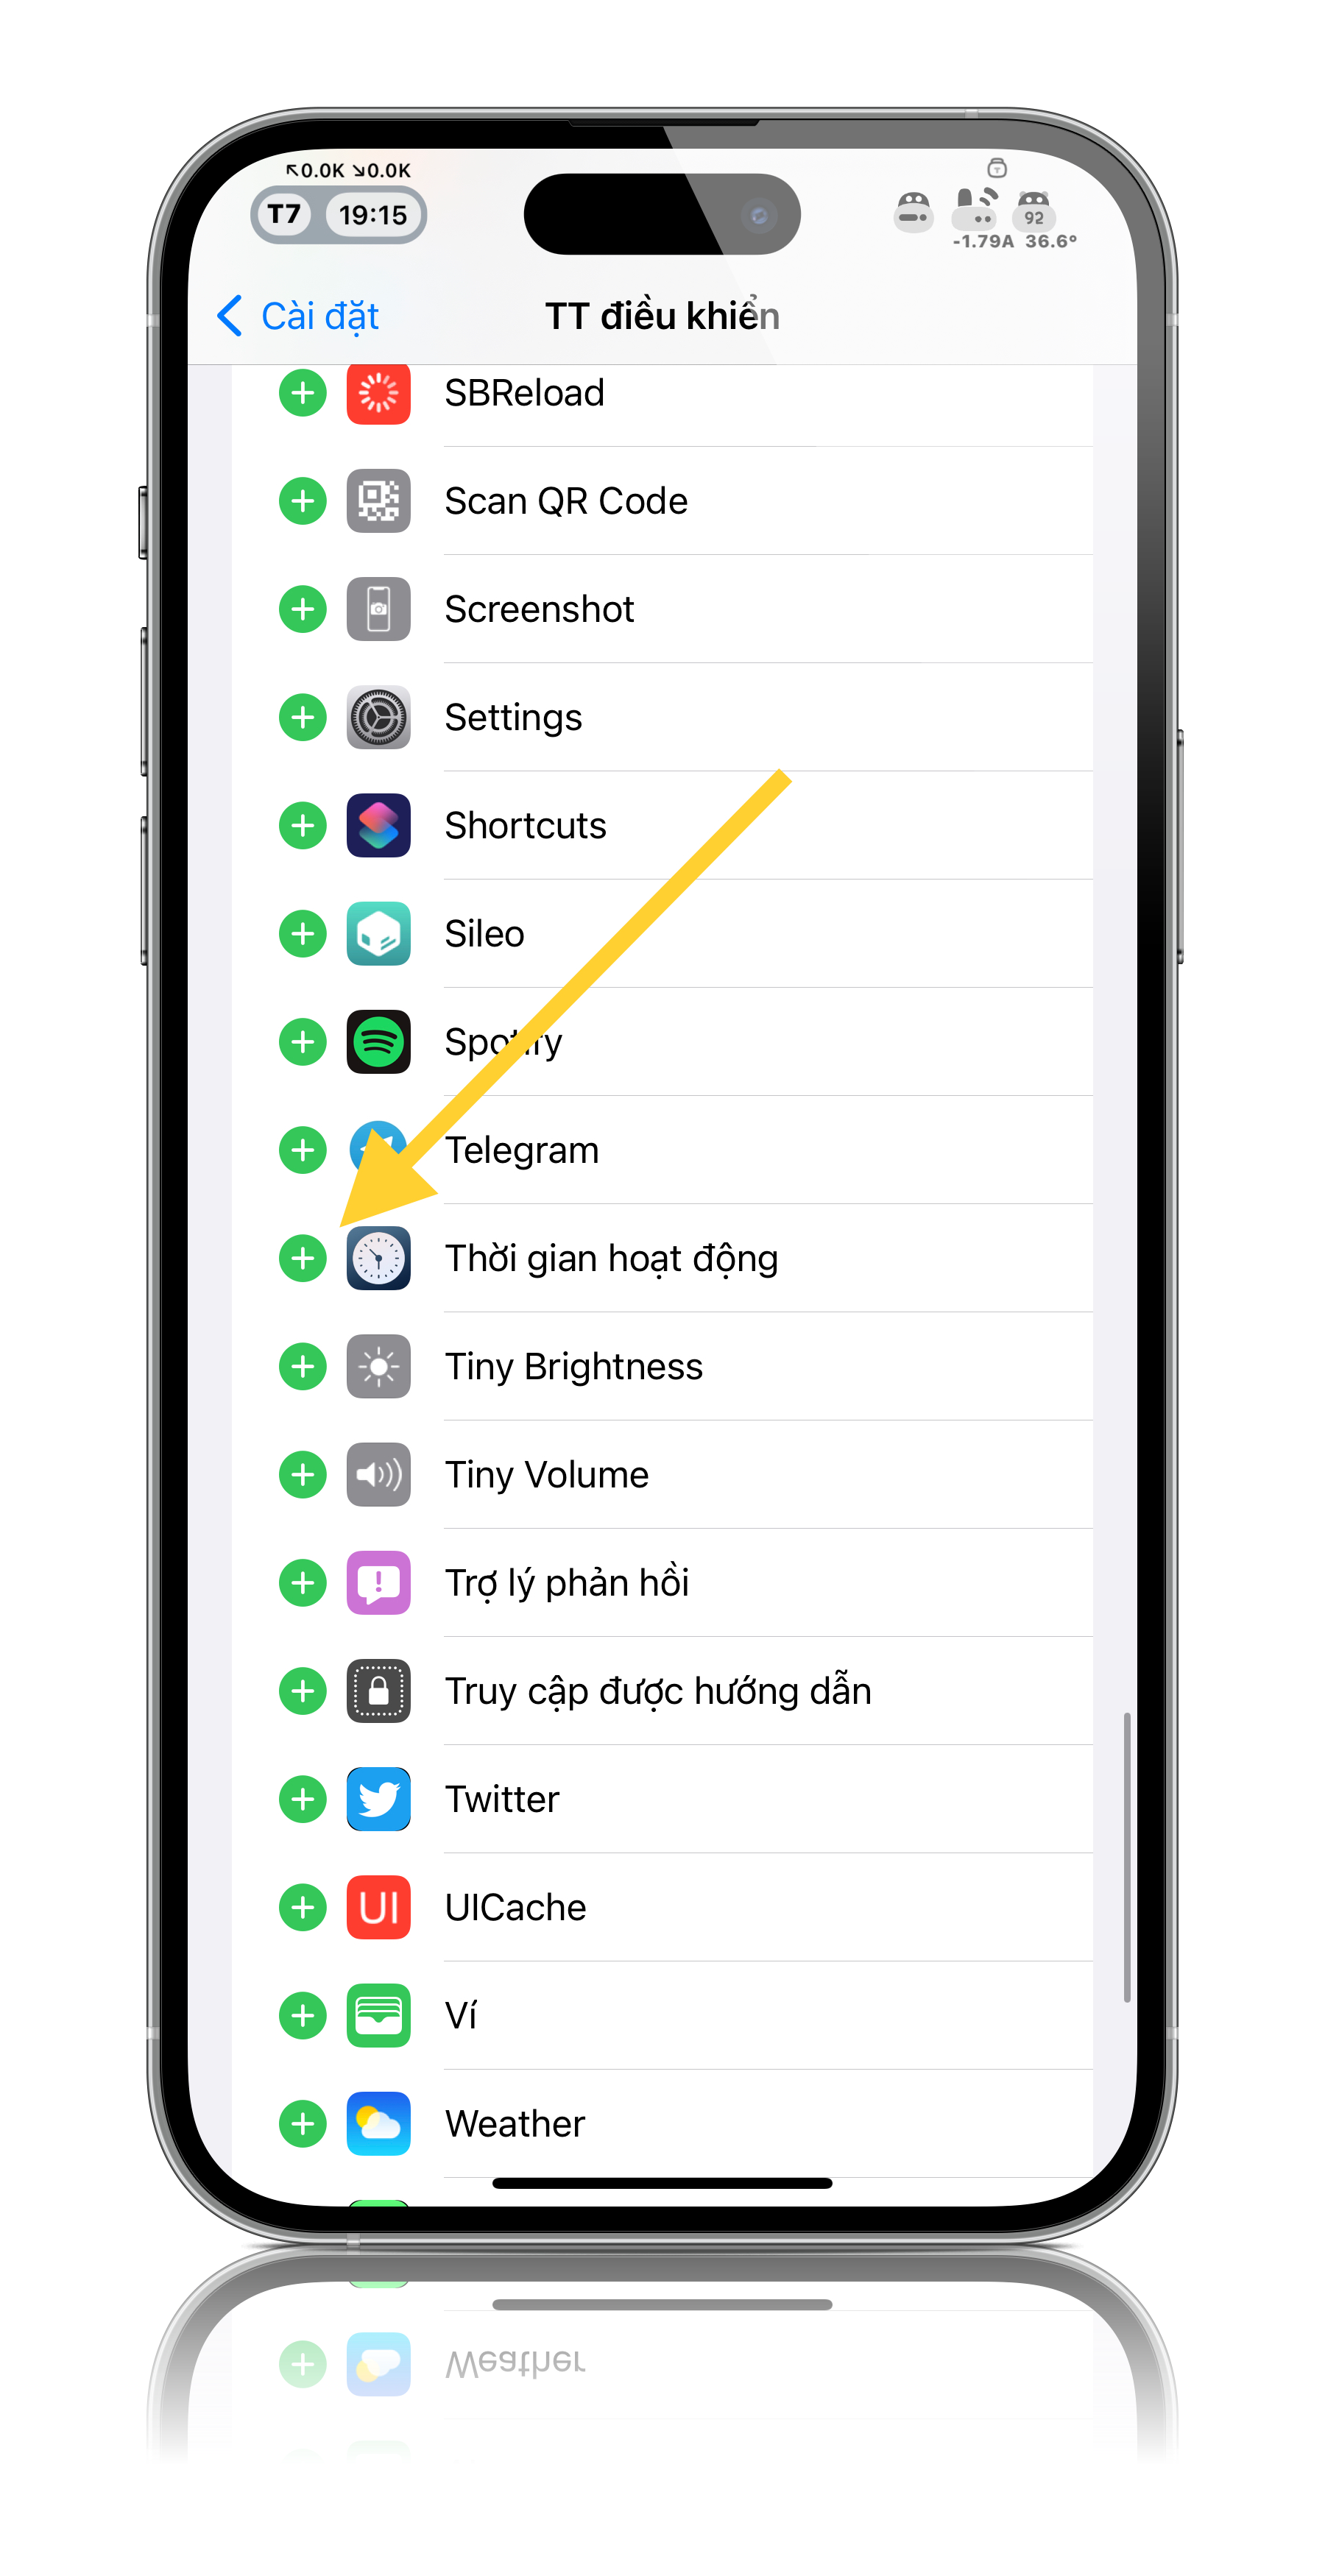 ↖0.0K ↘0.0K
T7 19:15
92
-1.79A 36.6°
Cài đặt
TT điều khiển
SBReload
Scan QR Code
Screenshot
Settings
Shortcuts
Sileo
Spotify
Telegram
Thời gian hoạt động
Tiny Brightness
Tiny Volume
Trợ lý phản hồi
Truy cập được hướng dẫn
Twitter
UI UICache
Ví
Weather
Weather